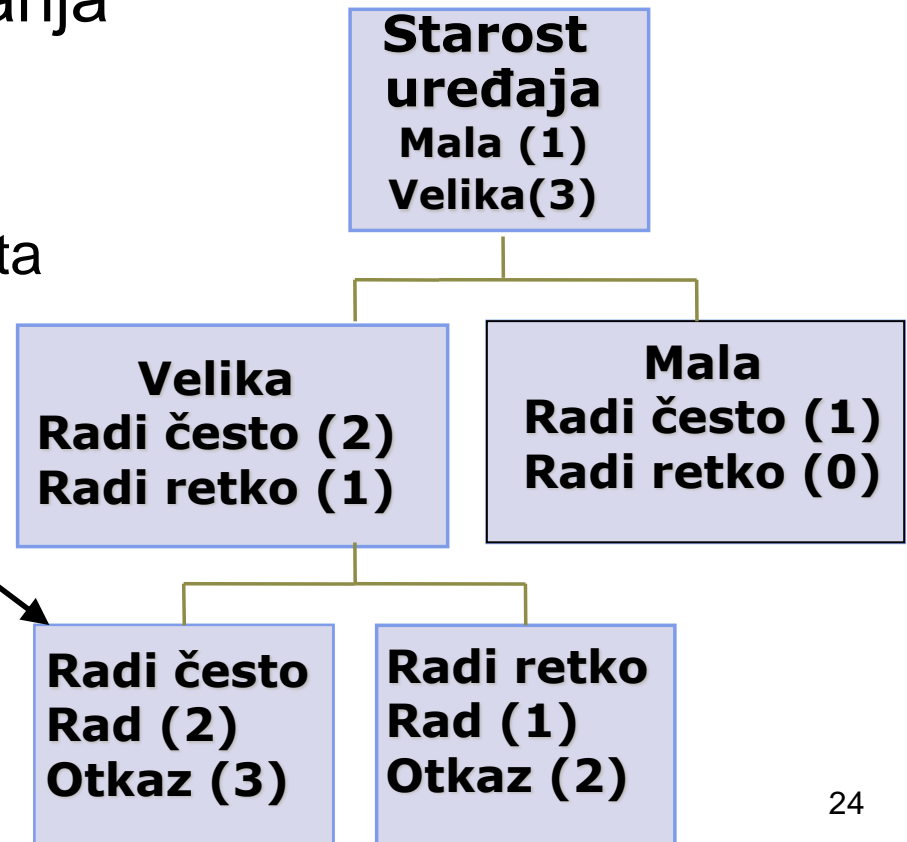 anja
Starost
uređaja
Mala (1)
Velika(3)
ta
Velika
Radi često (2)
Radi retko (1)
Mala
Radi često (1)
Radi retko (0)
Radi često
Rad (2)
Otkaz (3)
Radi retko
Rad (1)
Otkaz (2)
24